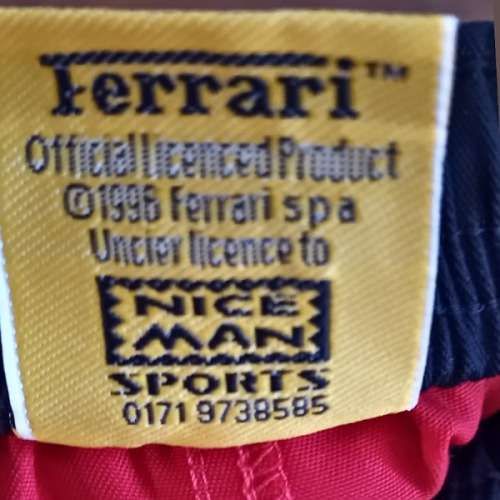 Ferrari™
Official Licenced Product
©1996 Ferrari spa
Under licence to
NICE
MAN
SPORTS
0171 9738585